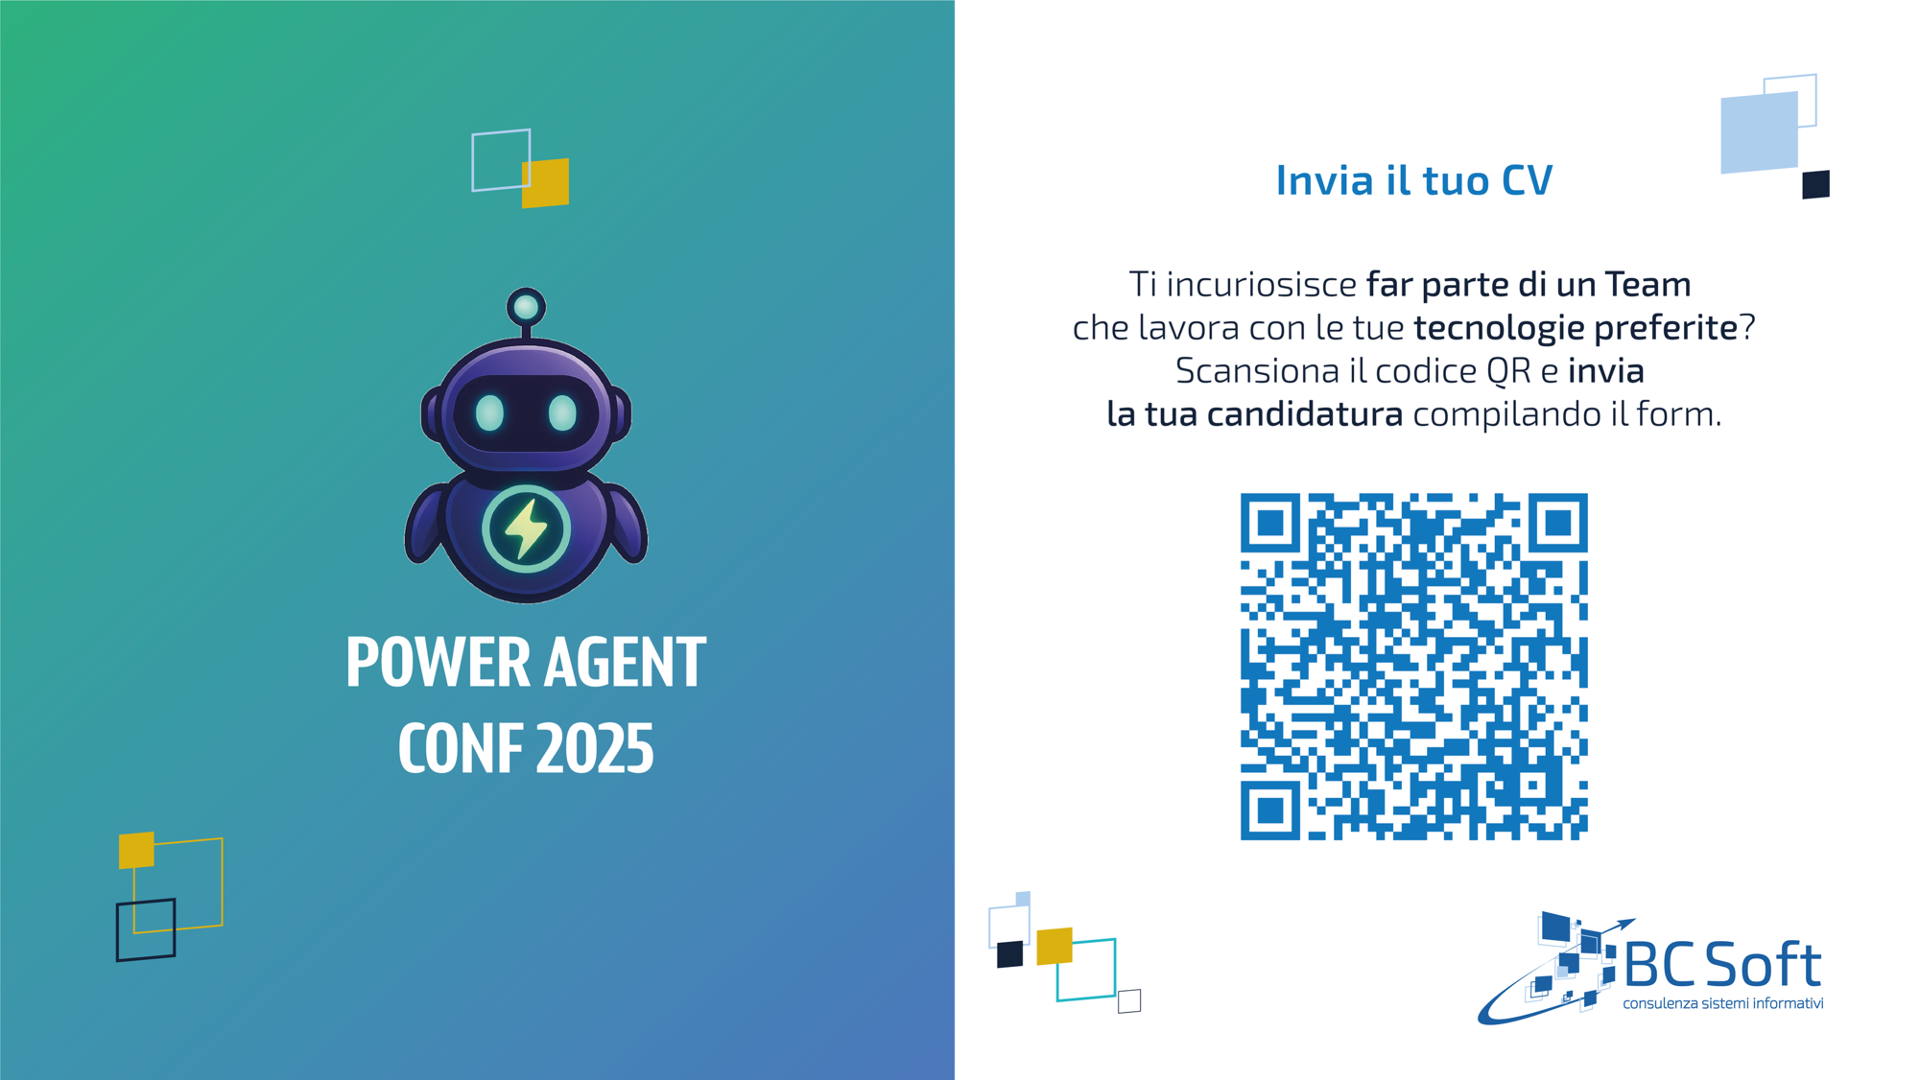 POWER AGENT
CONF 2025
Invia il tuo CV
Ti incuriosisce far parte di un Team
che lavora con le tue tecnologie preferite?
Scansiona il codice QR e invia
la tua candidatura compilando il form.
BC Soft
consulenza sistemi informativi